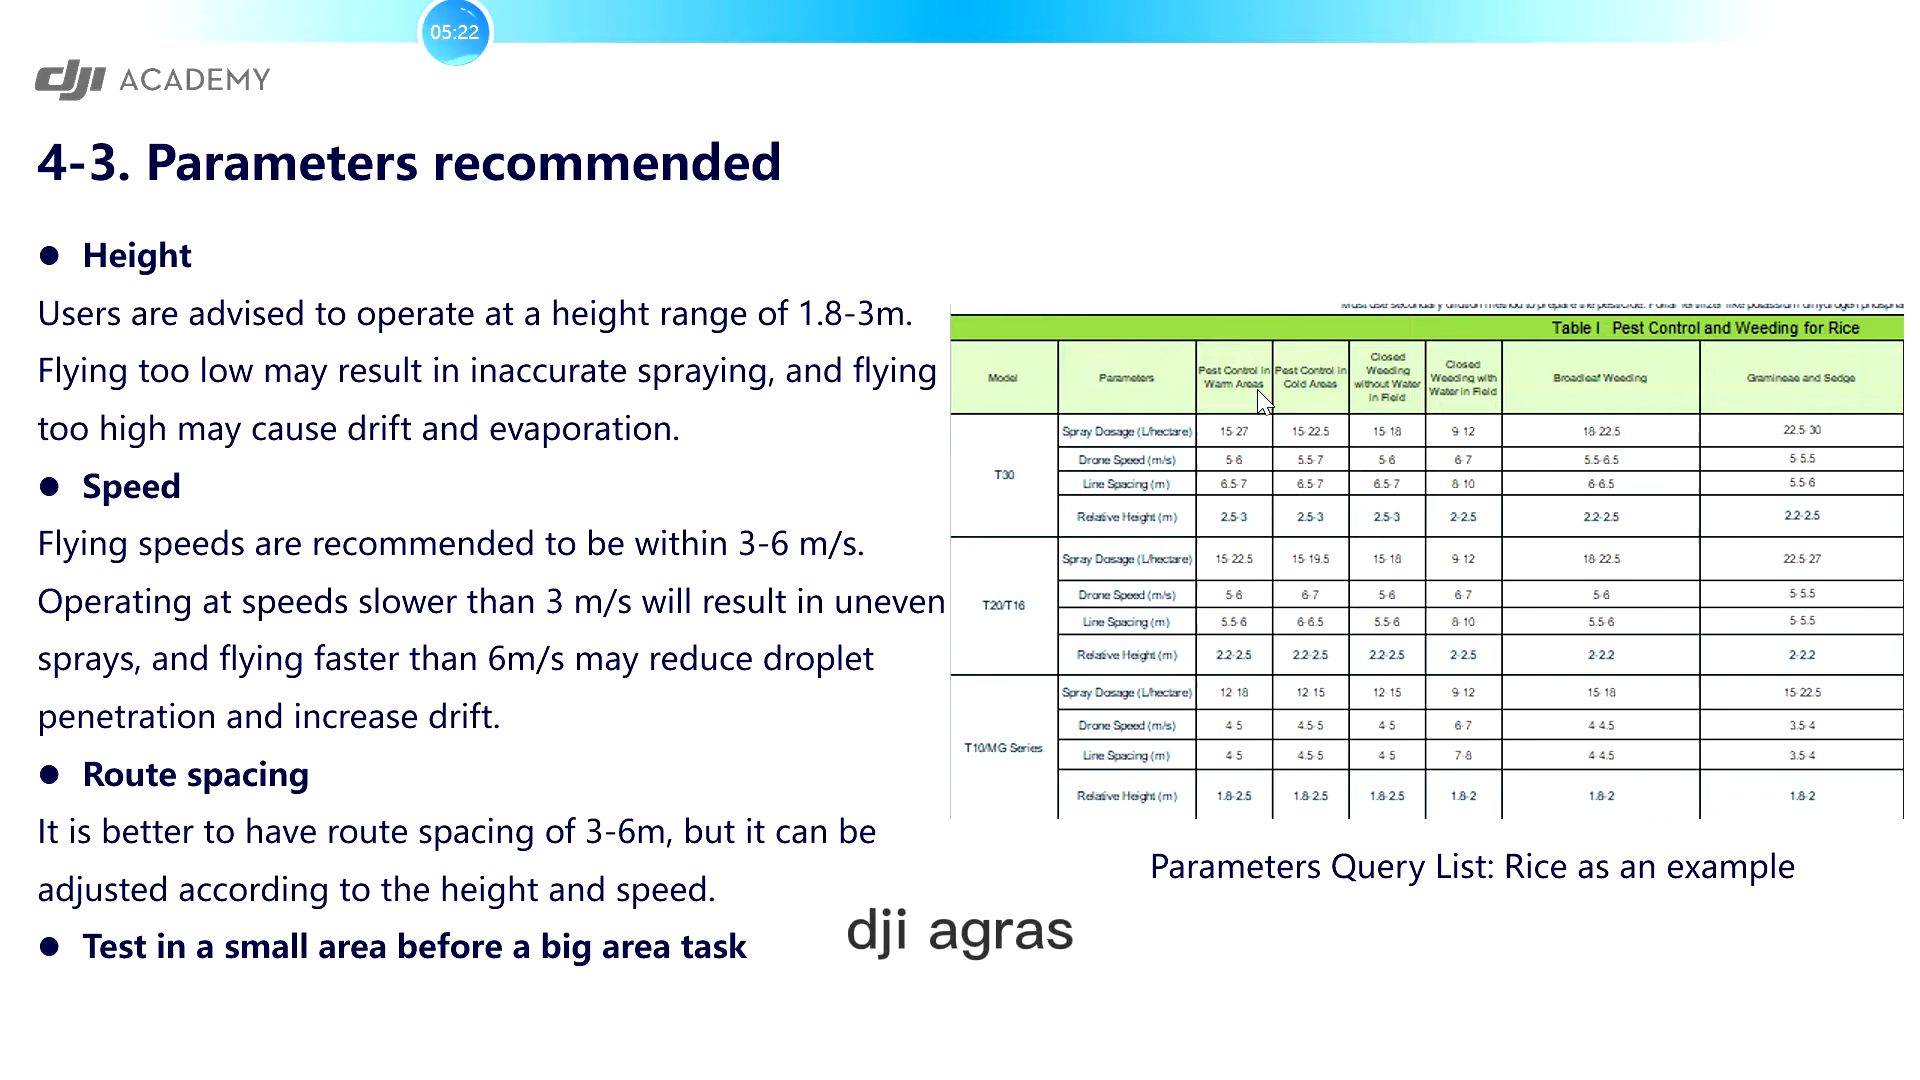 05:22
dji ACADEMY
4-3. Parameters recommended
● Height
Users are advised to operate at a height range of 1.8-3m.
Flying too low may result in inaccurate spraying, and flying
too high may cause drift and evaporation.
● Speed
Flying speeds are recommended to be within 3-6 m/s.
Operating at speeds slower than 3 m/s will result in uneven
sprays, and flying faster than 6m/s may reduce droplet
penetration and increase drift.
● Route spacing
It is better to have route spacing of 3-6m, but it can be
adjusted according to the height and speed.
● Test in a small area before a big area task
Must use secondary dilution method to prepare the pesticide. Foliar fertilizer like potassium dihydrogen
Table I Pest Control and Weeding for Rice
Model Parameters Pest Control in Warm Areas Pest Control in Cold Areas Closed Weeding without Water in Field Closed Weeding with Water in Field Broadleaf Weeding Gramineae and Sedge
T30
Spray Dosage (L/hectare) 15-27 15-22.5 15-18 9-12 18-22.5 22.5-30
Drone Speed (m/s) 5-6 5.5-7 5-6 6-7 5.5-6.5 5-5.5
Line Spacing (m) 6.5-7 6.5-7 6.5-7 8-10 6-6.5 5.5-6
Relative Height (m) 2.5-3 2.5-3 2.5-3 2-2.5 2.2-2.5 2.2-2.5
T20/T16
Spray Dosage (L/hectare) 15-22.5 15-19.5 15-18 9-12 18-22.5 22.5-27
Drone Speed (m/s) 5-6 6-7 5-6 6-7 5-6 5-5.5
Line Spacing (m) 5.5-6 6-6.5 5.5-6 8-10 5.5-6 5-5.5
Relative Height (m) 2.2-2.5 2.2-2.5 2.2-2.5 2-2.5 2-2.2 2-2.2
T10/MG Series
Spray Dosage (L/hectare) 12-18 12-15 12-15 9-12 15-18 15-22.5
Drone Speed (m/s) 4-5 4.5-5 4-5 6-7 4-4.5 3.5-4
Line Spacing (m) 4-5 4.5-5 4-5 7-8 4-4.5 3.5-4
Relative Height (m) 1.8-2.5 1.8-2.5 1.8-2.5 1.8-2 1.8-2 1.8-2
Parameters Query List: Rice as an example
dji agras